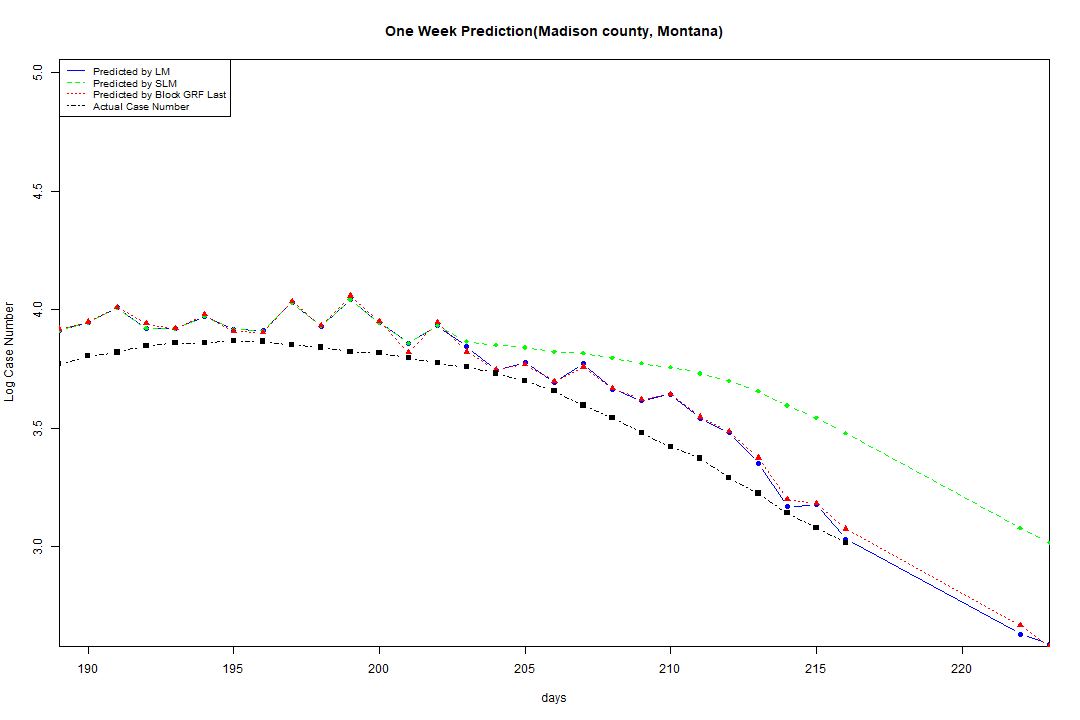 One Week Prediction(Madison county, Montana)
Predicted by LM
Predicted by SLM
Predicted by Block GRF Last
Actual Case Number
5.0
4.5
4.0
3.5
3.0
Log Case Number
190 195 200 205 210 215 220
days